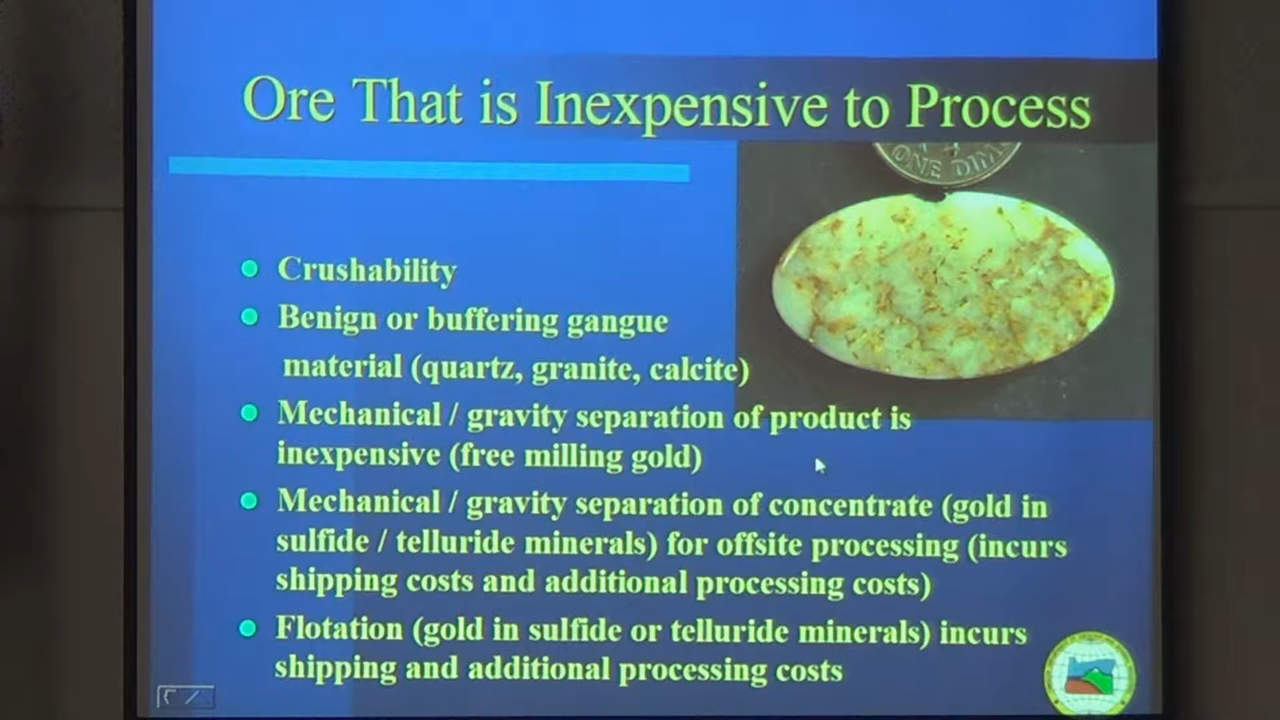 Ore That is Inexpensive to Process
ONE DIM
Crushability
Benign or buffering gangue
material (quartz, granite, calcite)
Mechanical / gravity separation of product is
inexpensive (free milling gold)
Mechanical / gravity separation of concentrate (gold in
sulfide / telluride minerals) for offsite processing (incurs
shipping costs and additional processing costs)
Flotation (gold in sulfide or telluride minerals) incurs
shipping and additional processing costs